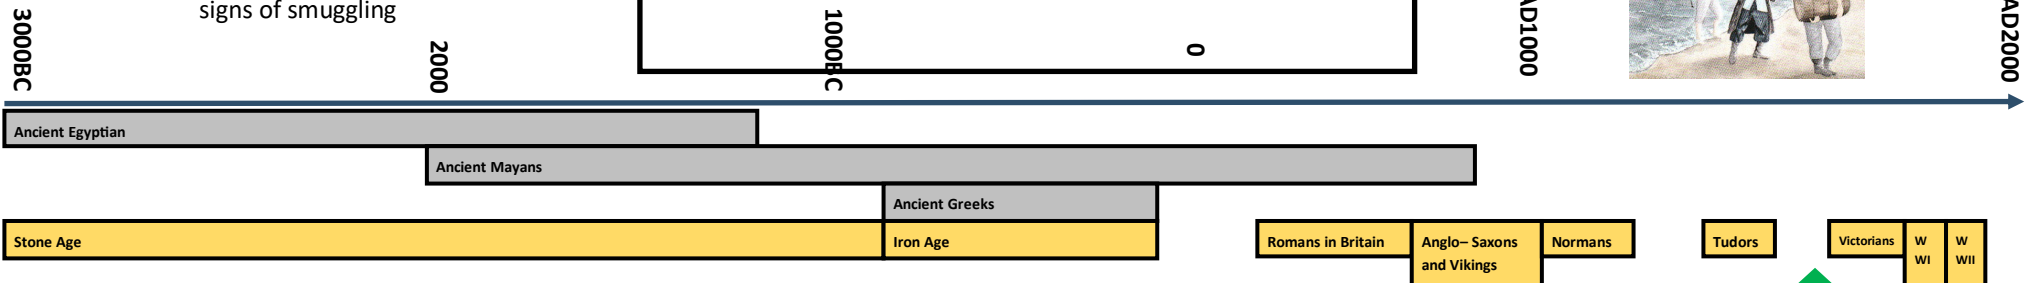 signs of smuggling
3000BC
2000
1000BC
0
AD1000
AD2000
Ancient Egyptian
Ancient Mayans
Ancient Greeks
Stone Age
Iron Age
Romans in Britain
Anglo– Saxons
and Vikings
Normans
Tudors
Victorians
W
WI
W
WII